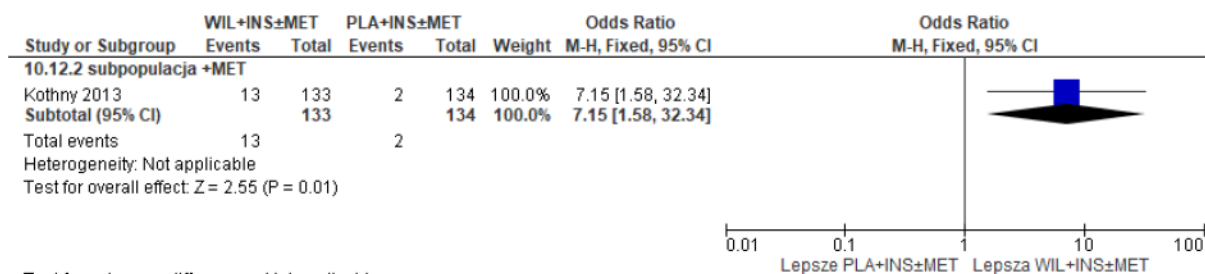 WIL+INS±MET PLA+INS±MET Odds Ratio Odds Ratio
Study or Subgroup Events Total Events Total Weight M-H, Fixed, 95% CI M-H, Fixed, 95% CI
10.12.2 subpopulacja +MET
Kothny 2013 13 133 2 134 100.0% 7.15 [1.58, 32.34]
Subtotal (95% CI) 133 134 100.0% 7.15 [1.58, 32.34]
Total events 13 2
Heterogeneity: Not applicable
Test for overall effect: Z = 2.55 (P = 0.01)
0.01 0.1 1 10 100
Lepsze PLA+INS±MET Lepsza WIL+INS±MET